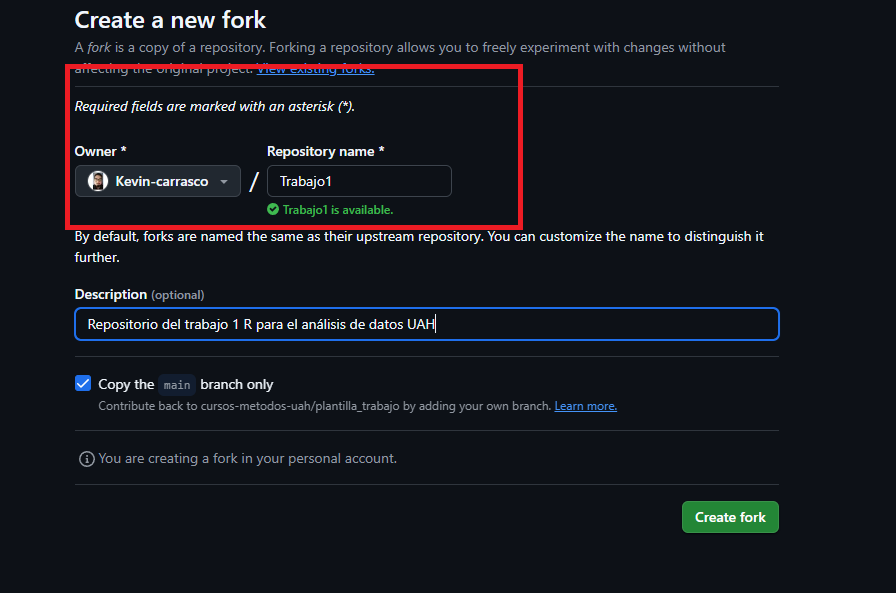 Create a new fork
A fork is a copy of a repository. Forking a repository allows you to freely experiment with changes without
affecting the original project. View existing forks.
Required fields are marked with an asterisk (*).
Owner * Repository name *
Kevin-carrasco / Trabajo1
Trabajo1 is available.
By default, forks are named the same as their upstream repository. You can customize the name to distinguish it
further.
Description (optional)
Repositorio del trabajo 1 R para el análisis de datos UAH
Copy the main branch only
Contribute back to cursos-metodos-uah/plantilla_trabajo by adding your own branch. Learn more.
You are creating a fork in your personal account.
Create fork